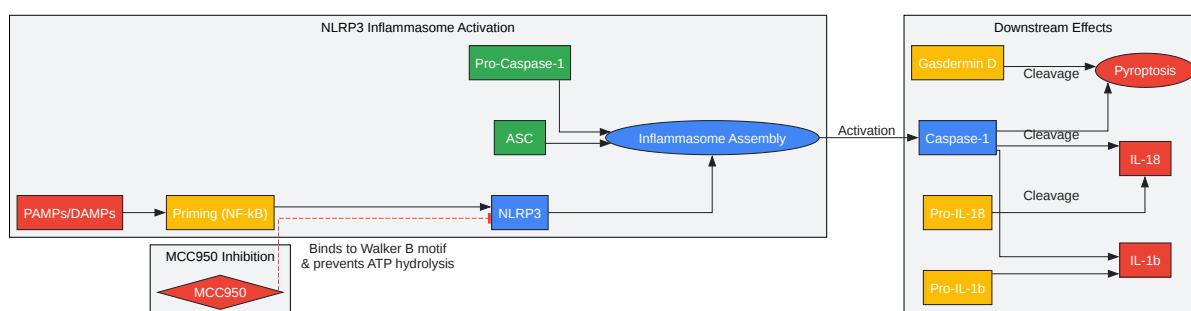 NLRP3 Inflammasome Activation
Pro-Caspase-1
ASC
Inflammasome Assembly
PAMPs/DAMPs
Priming (NF-kB)
NLRP3
MCC950 Inhibition
MCC950
Binds to Walker B motif
& prevents ATP hydrolysis
Activation
Downstream Effects
Gasdermin D
Cleavage
Pyroptosis
Caspase-1
Cleavage
IL-18
Cleavage
Pro-IL-18
IL-1b
Pro-IL-1b